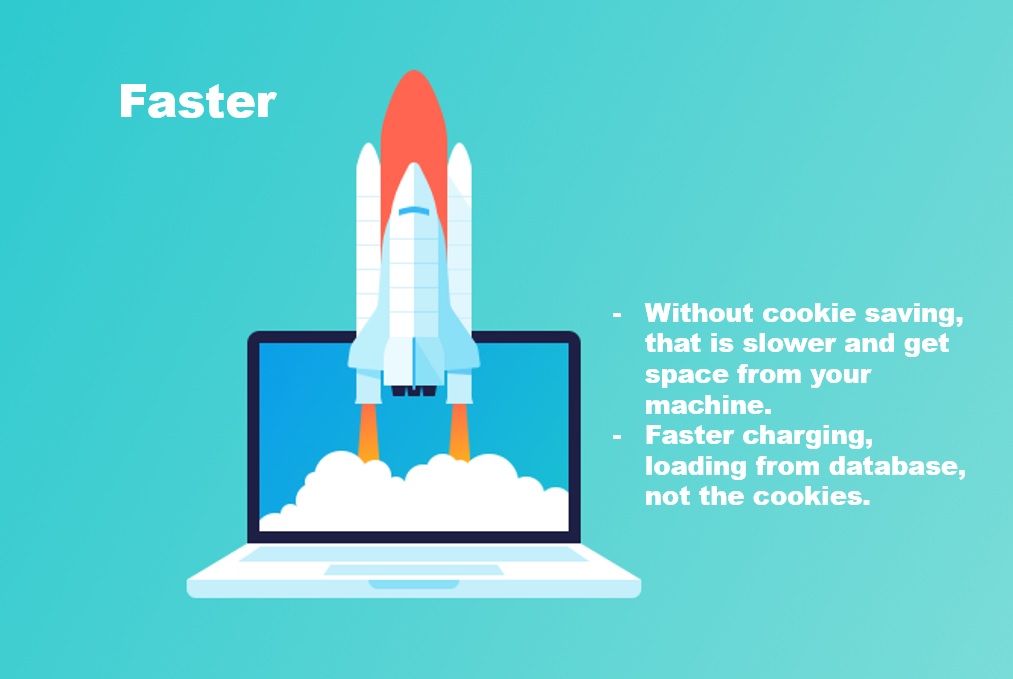 Faster
- Without cookie saving,
that is slower and get
space from your
machine.
- Faster charging,
loading from database,
not the cookies.